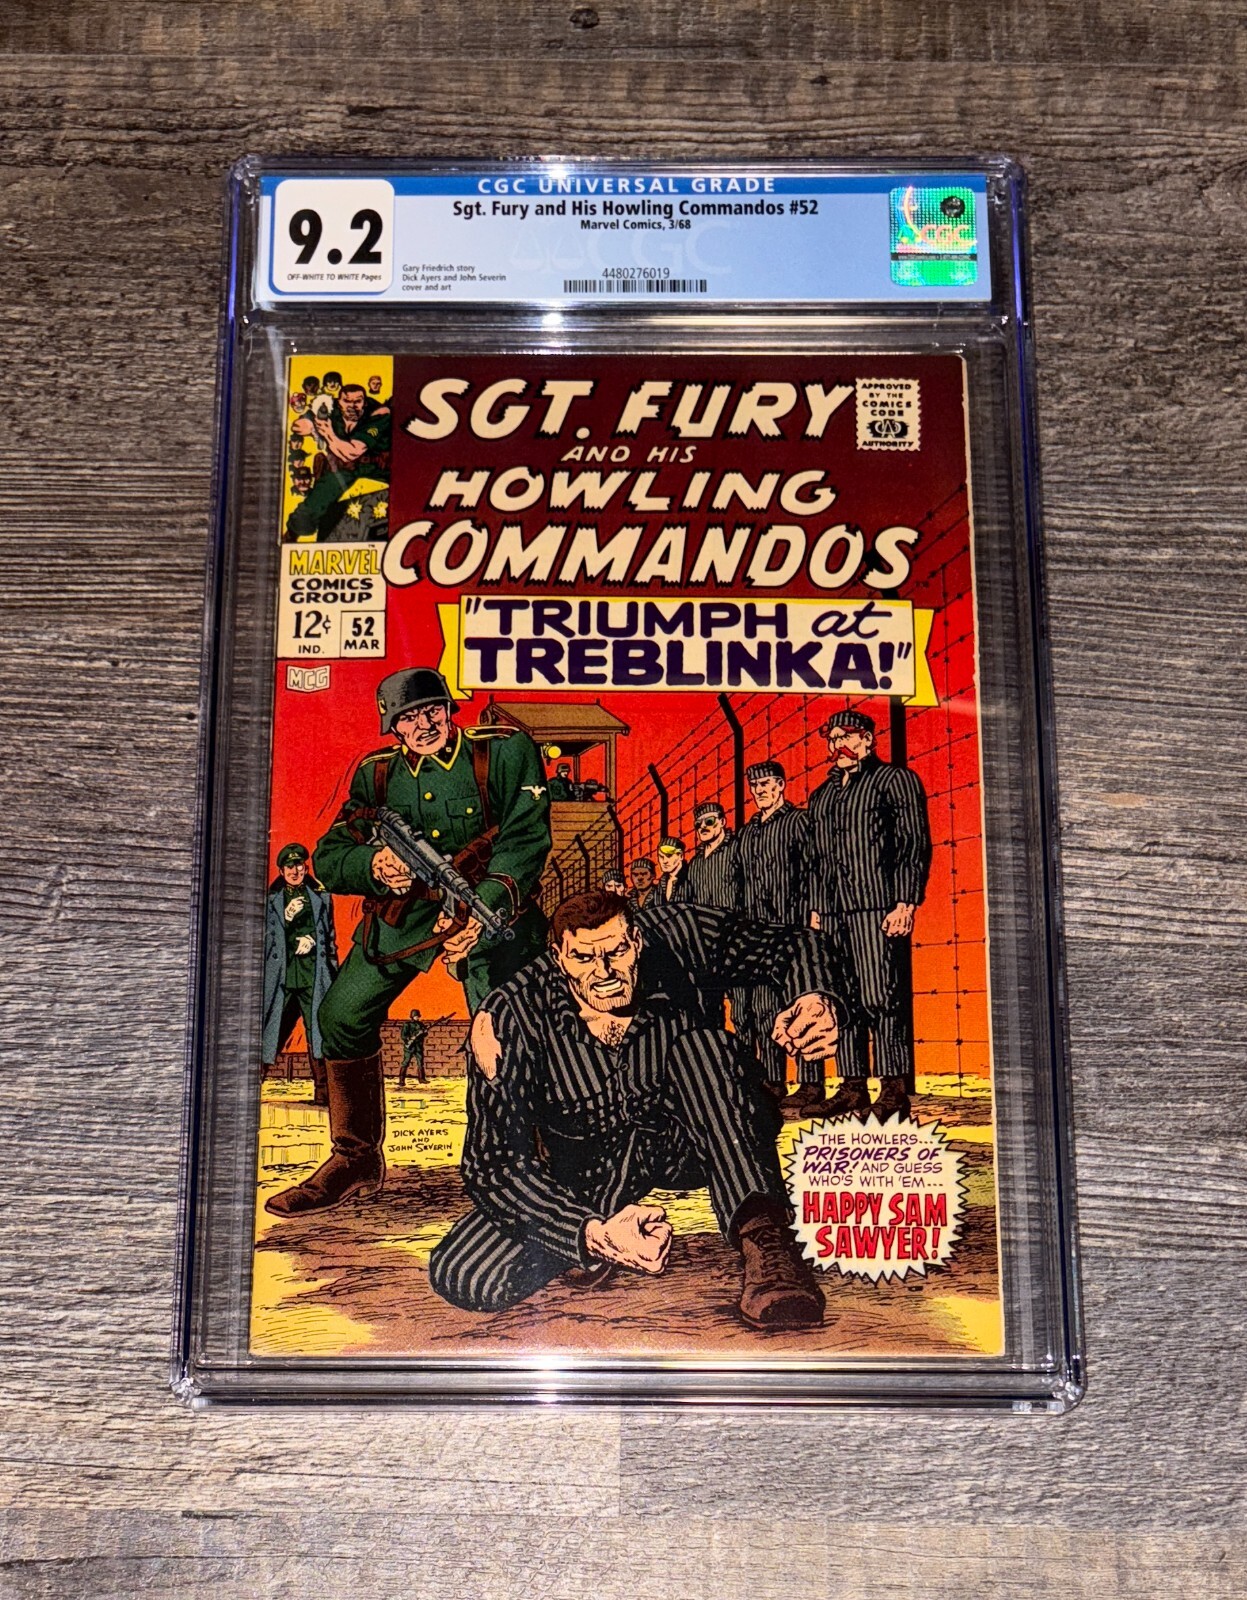 CGC UNIVERSAL GRADE
9.2
OFF-WHITE TO WHITE Pages
Sgt. Fury and His Howling Commandos #52
Marvel Comics, 3/68
Gary Friedrich story
Dick Ayers and John Severin
cover and art
4480276019
CGC
SGT. FURY
AND HIS
HOWLING
COMMANDOS
APPROVED
BY THE
COMICS
CODE
CA
AUTHORITY
MARVEL
COMICS
GROUP
12¢
IND.
52
MAR
MCG
"TRIUMPH at
TREBLINKA!"
DICK AYERS
AND
JOHN SEVERIN
THE HOWLERS...
PRISONERS OF
WAR! AND GUESS
WHO'S WITH 'EM...
HAPPY SAM
SAWYER!